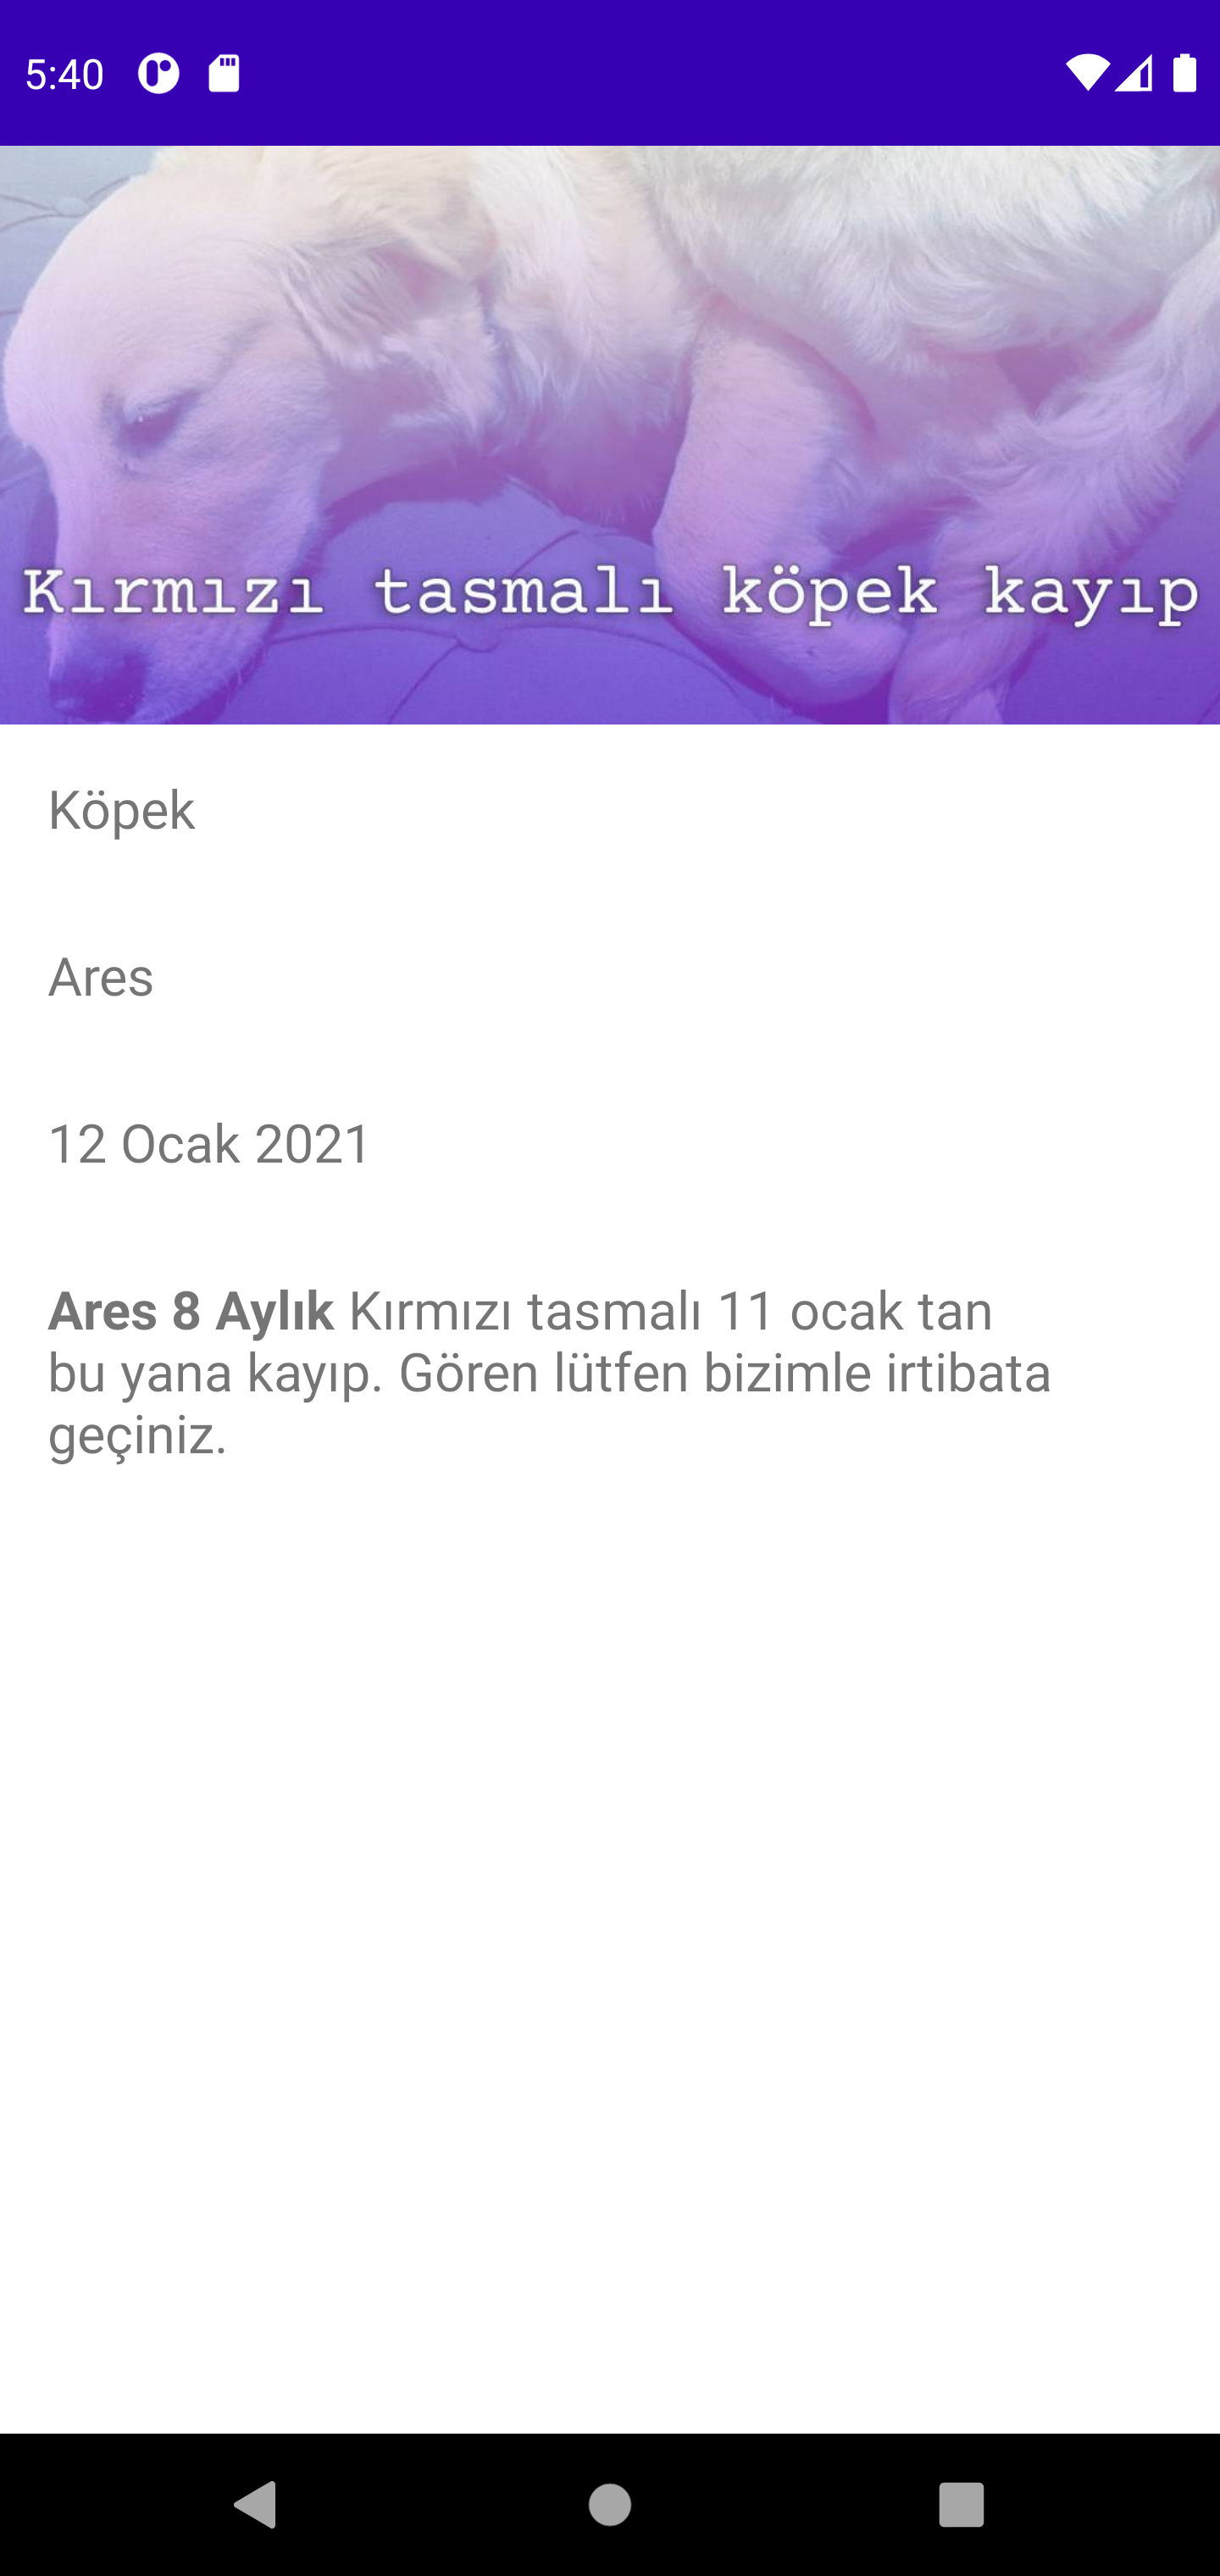 5:40
Kırmızı tasmalı köpek kayıp
Köpek
Ares
12 Ocak 2021
Ares 8 Aylık Kırmızı tasmalı 11 ocak tan
bu yana kayıp. Gören lütfen bizimle irtibata
geçiniz.